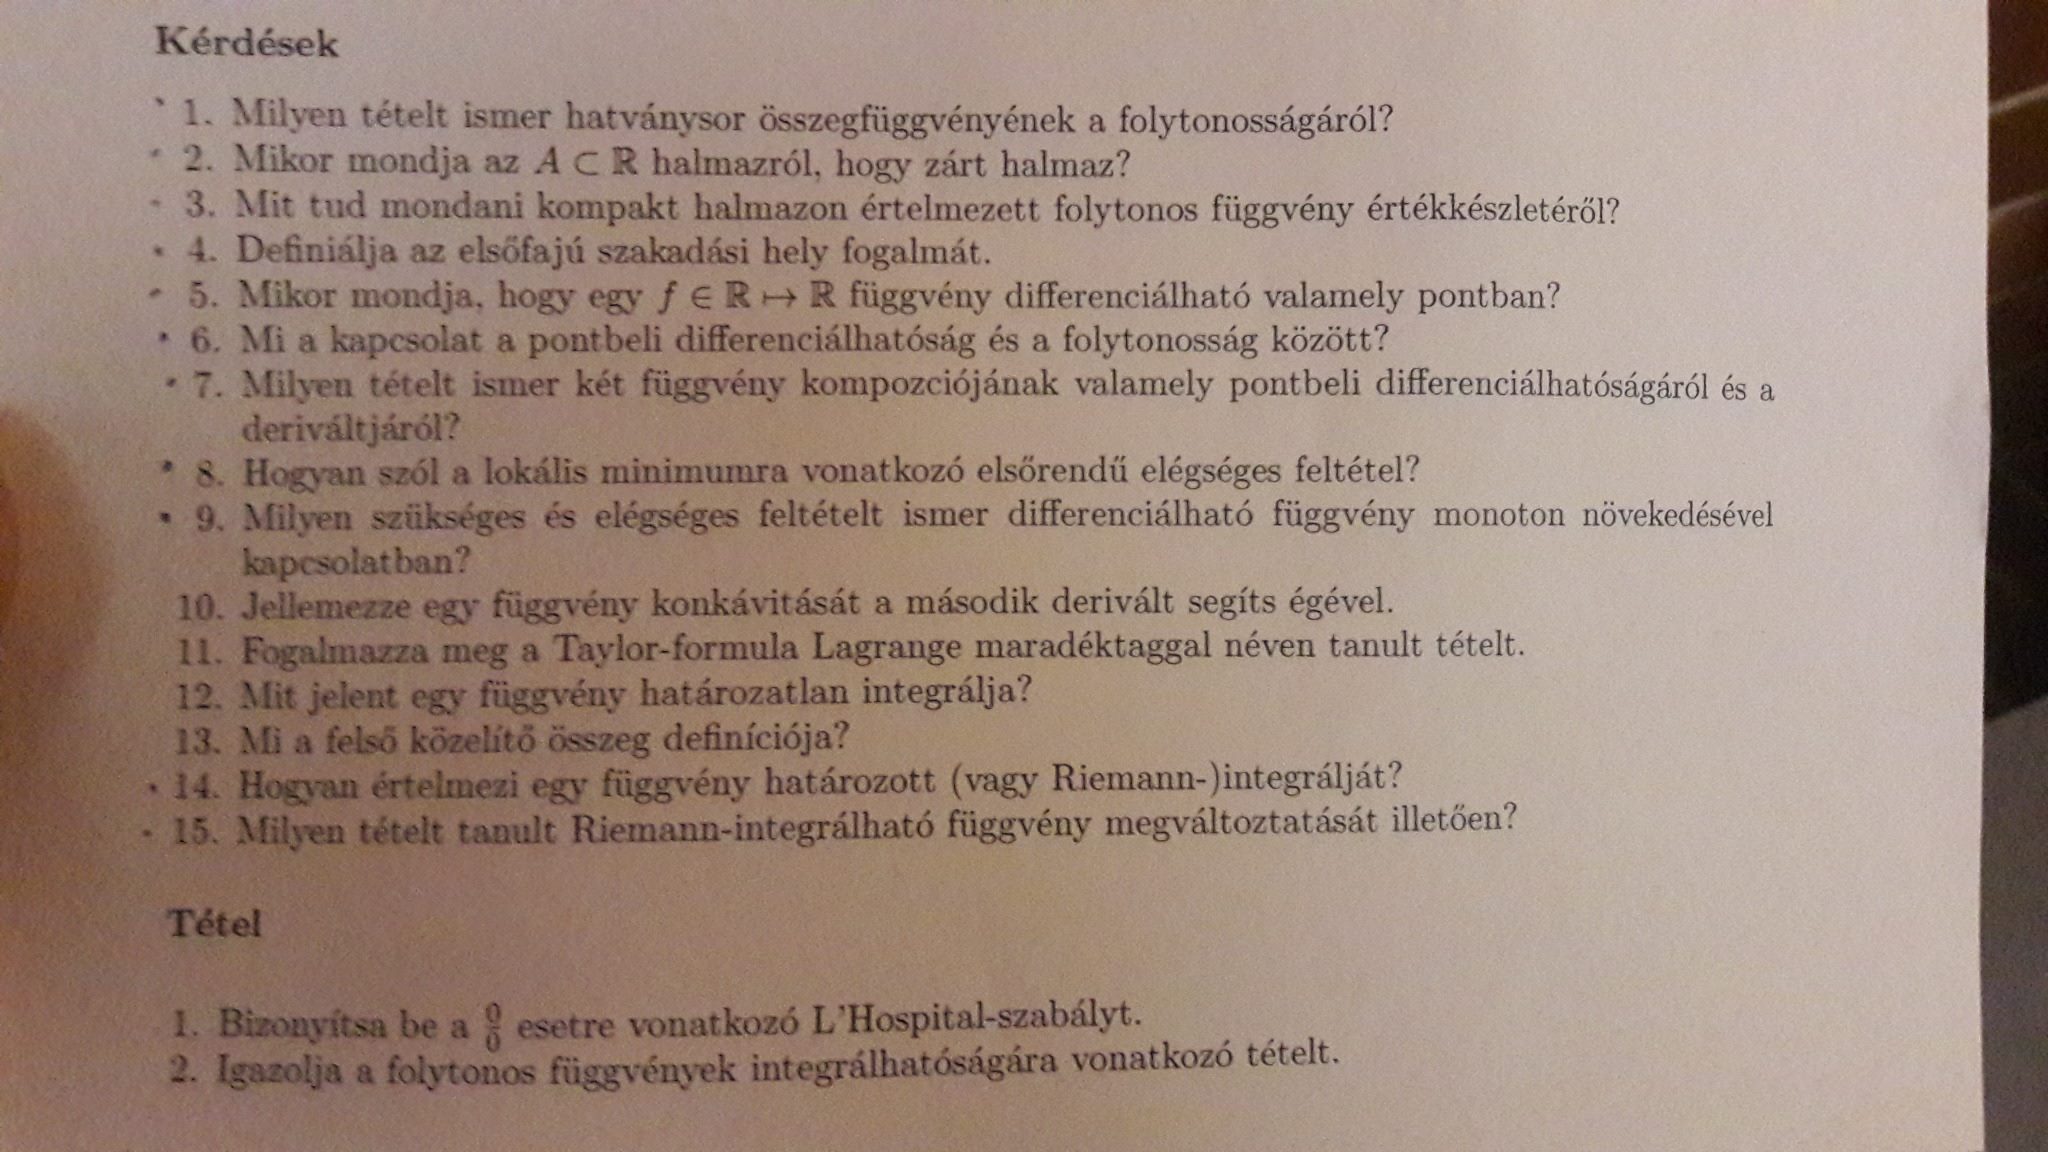 Kérdések
1. Milyen tételt ismer hatványsor összegfüggvényének a folytonosságáról?
2. Mikor mondja az A ⊂ ℝ halmazról, hogy zárt halmaz?
3. Mit tud mondani kompakt halmazon értelmezett folytonos függvény értékkészletéről?
4. Definiálja az elsőfajú szakadási hely fogalmát.
5. Mikor mondja, hogy egy f ∈ ℝ ↦ ℝ függvény differenciálható valamely pontban?
6. Mi a kapcsolat a pontbeli differenciálhatóság és a folytonosság között?
7. Milyen tételt ismer két függvény kompozciójának valamely pontbeli differenciálhatóságáról és a
deriváltjáról?
8. Hogyan szól a lokális minimumra vonatkozó elsőrendű elégséges feltétel?
9. Milyen szükséges és elégséges feltételt ismer differenciálható függvény monoton növekedésével
kapcsolatban?
10. Jellemezze egy függvény konkávitását a második derivált segíts égével.
11. Fogalmazza meg a Taylor-formula Lagrange maradéktaggal néven tanult tételt.
12. Mit jelent egy függvény határozatlan integrálja?
13. Mi a felső közelítő összeg definíciója?
14. Hogyan értelmezi egy függvény határozott (vagy Riemann-)integrálját?
15. Milyen tételt tanult Riemann-integrálható függvény megváltoztatását illetően?
Tétel
1. Bizonyítsa be a 0/0 esetre vonatkozó L'Hospital-szabályt.
2. Igazolja a folytonos függvények integrálhatóságára vonatkozó tételt.